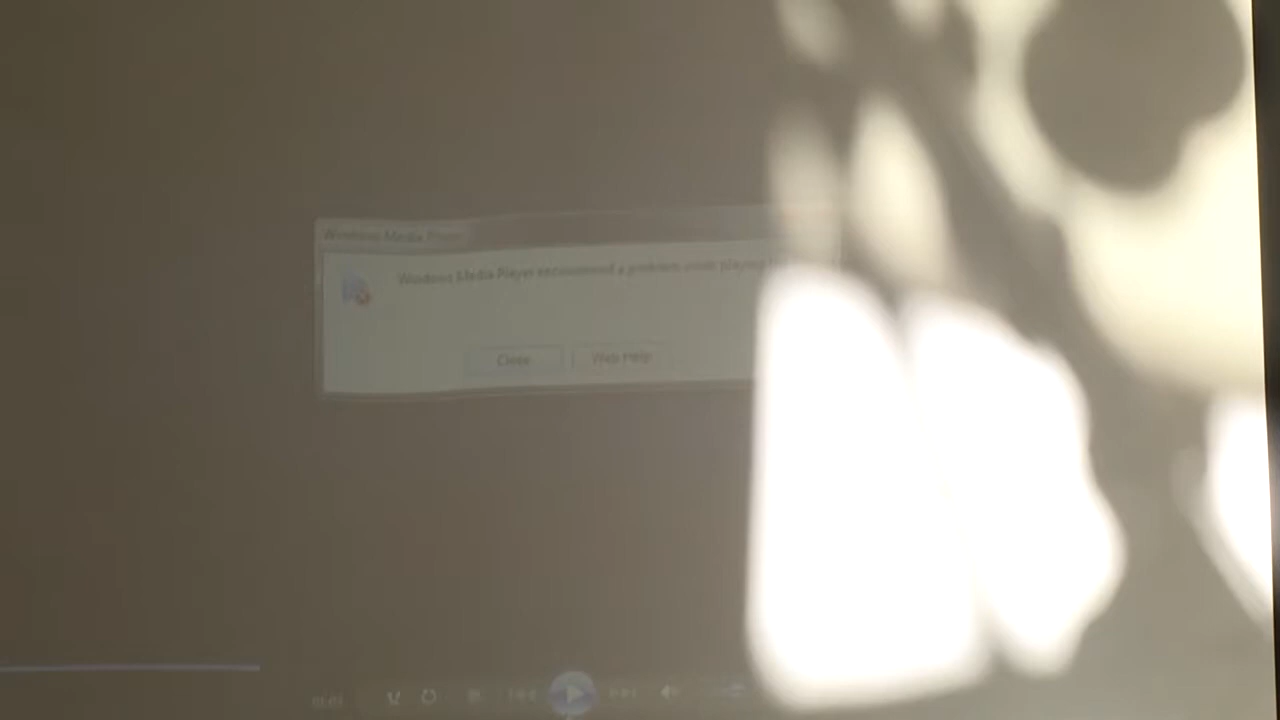 Windows Media Player
Windows Media Player encountered a problem while playing
Close
Web Help